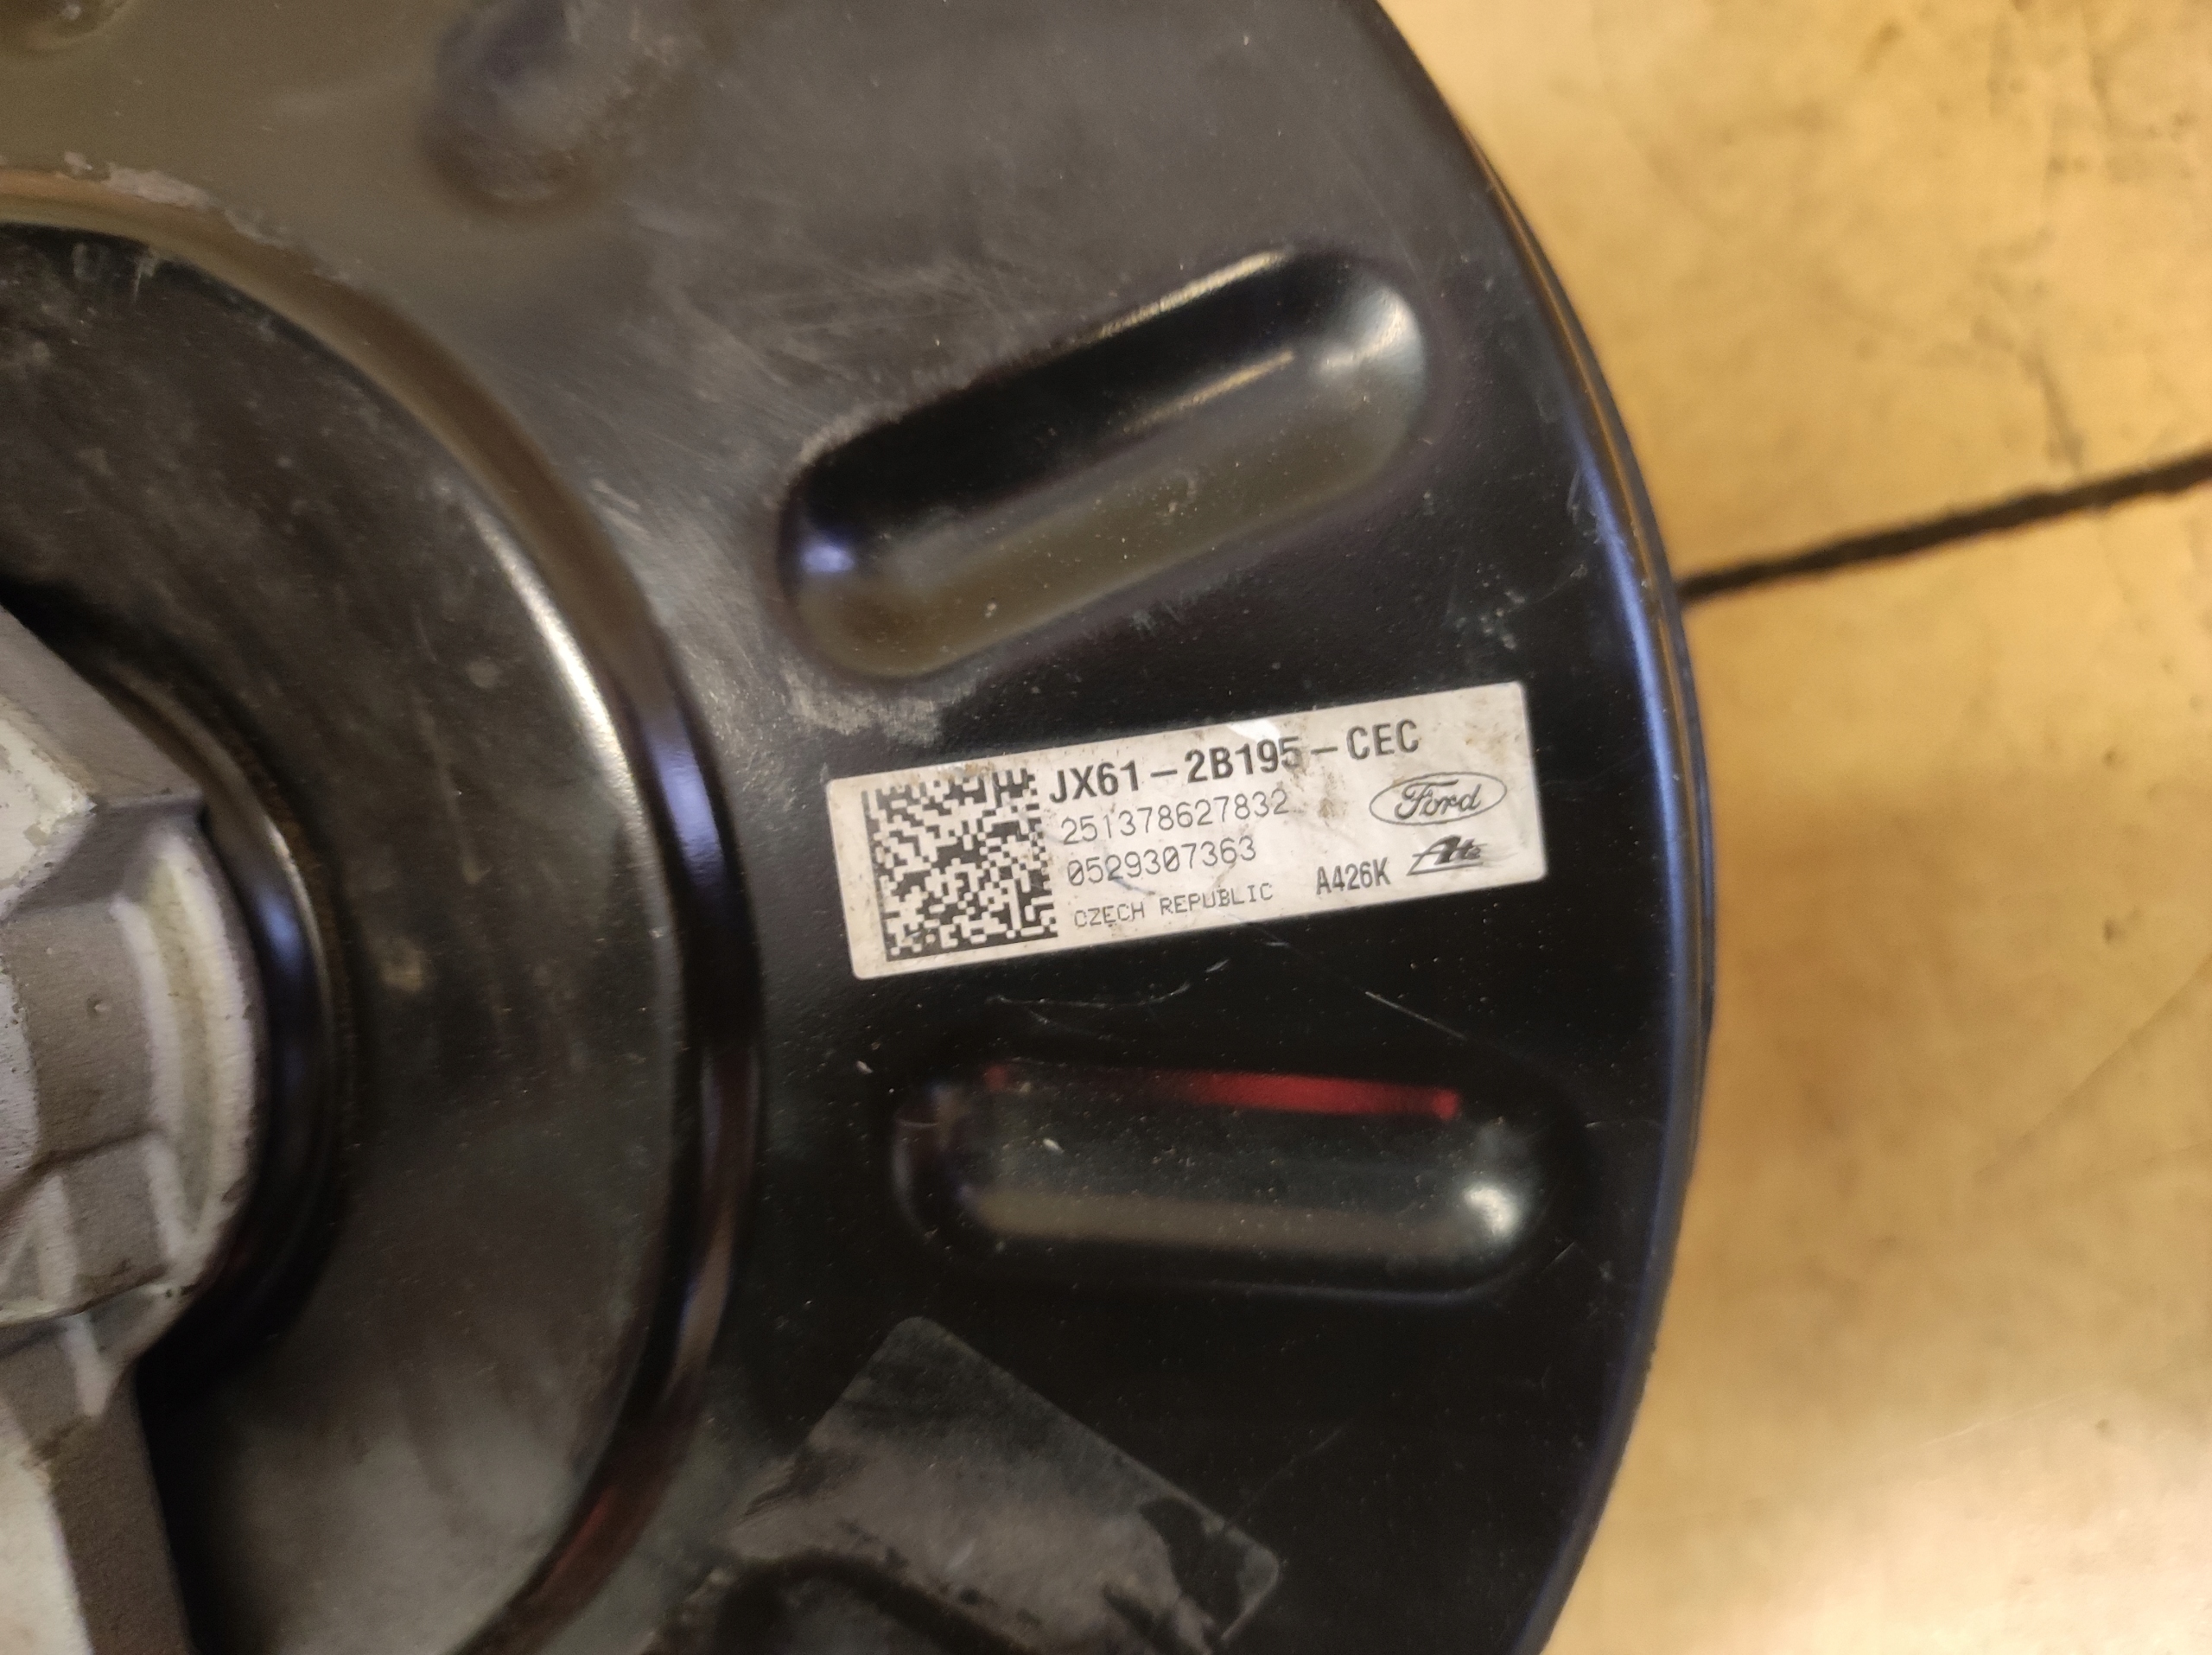 JX61-2B195-CEC
251378627832
Ford
0529307363
CZECH REPUBLIC A426K Ate